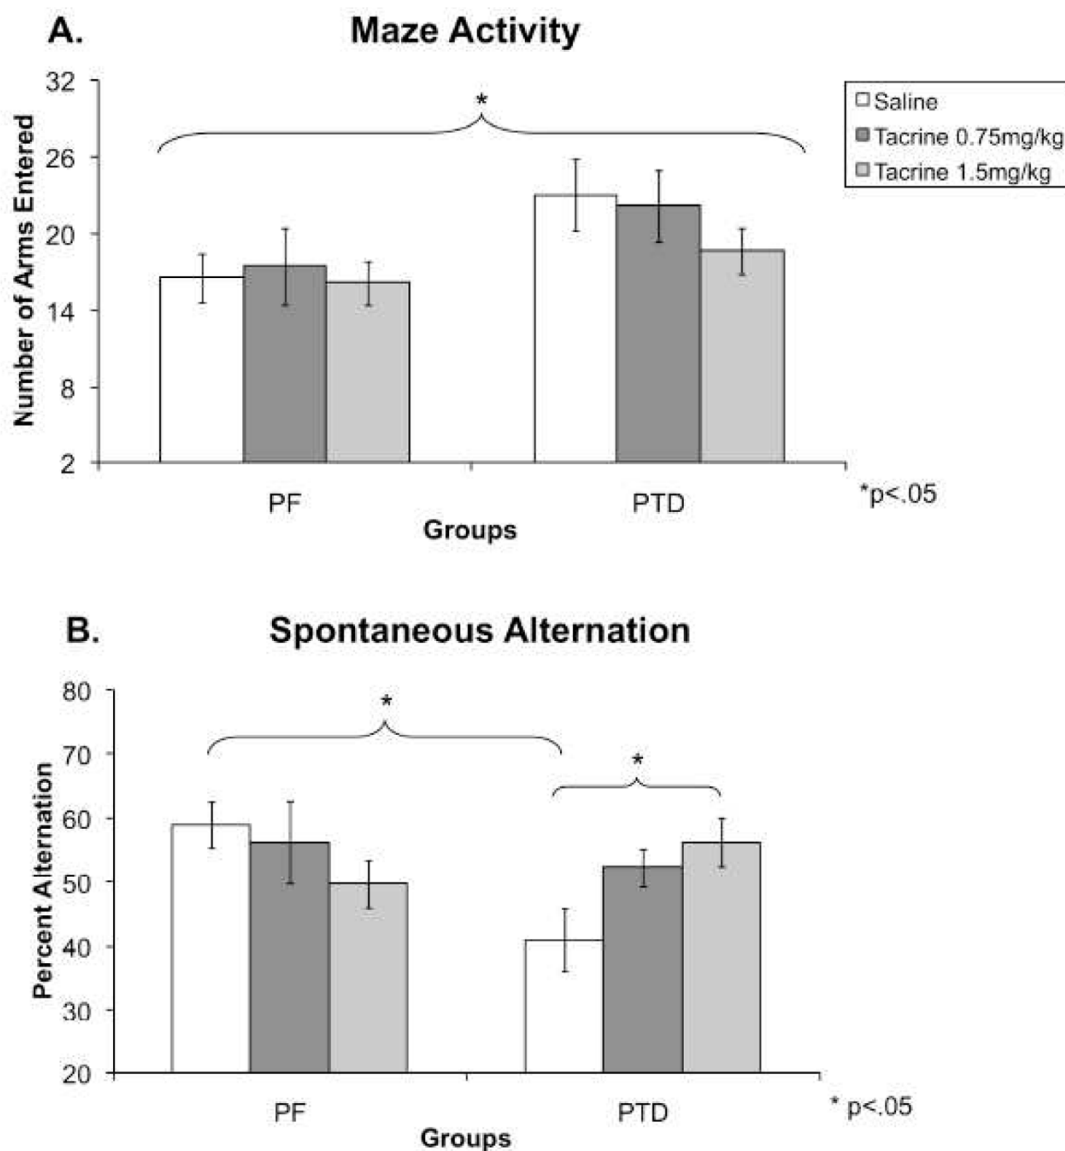 A.
Maze Activity
32
26
20
14
8
2
Number of Arms Entered
*
Saline
Tacrine 0.75mg/kg
Tacrine 1.5mg/kg
PF
PTD
*p<.05
Groups
B.
Spontaneous Alternation
80
70
60
50
40
30
20
Percent Alternation
*
*
PF
PTD
* p<.05
Groups